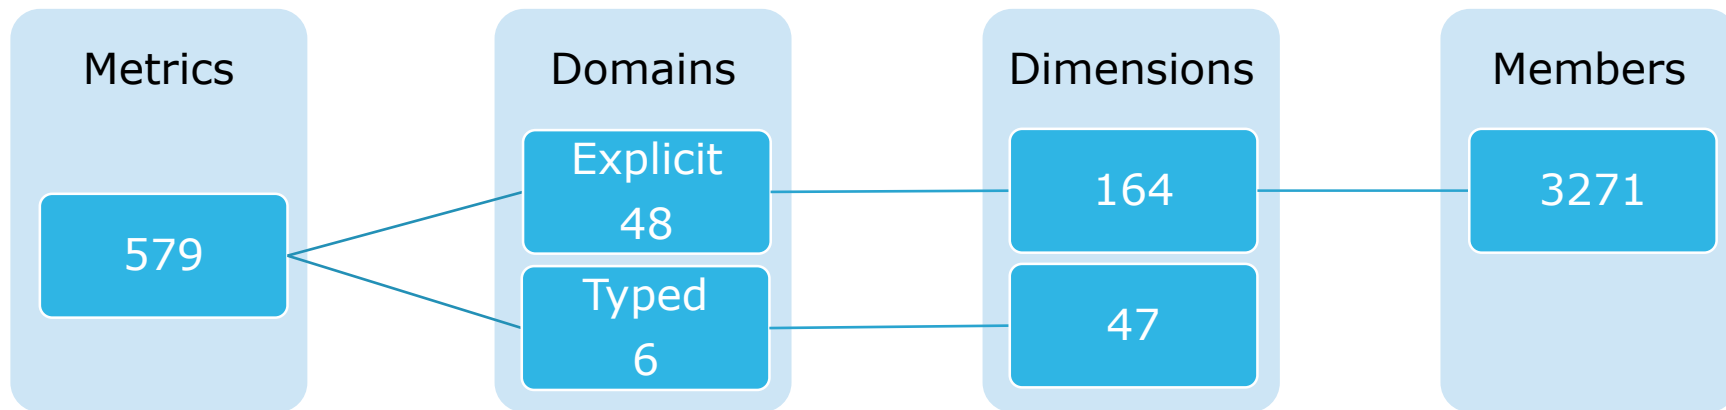 Metrics
579
Domains
Explicit
48
Typed
6
Dimensions
164
47
Members
3271